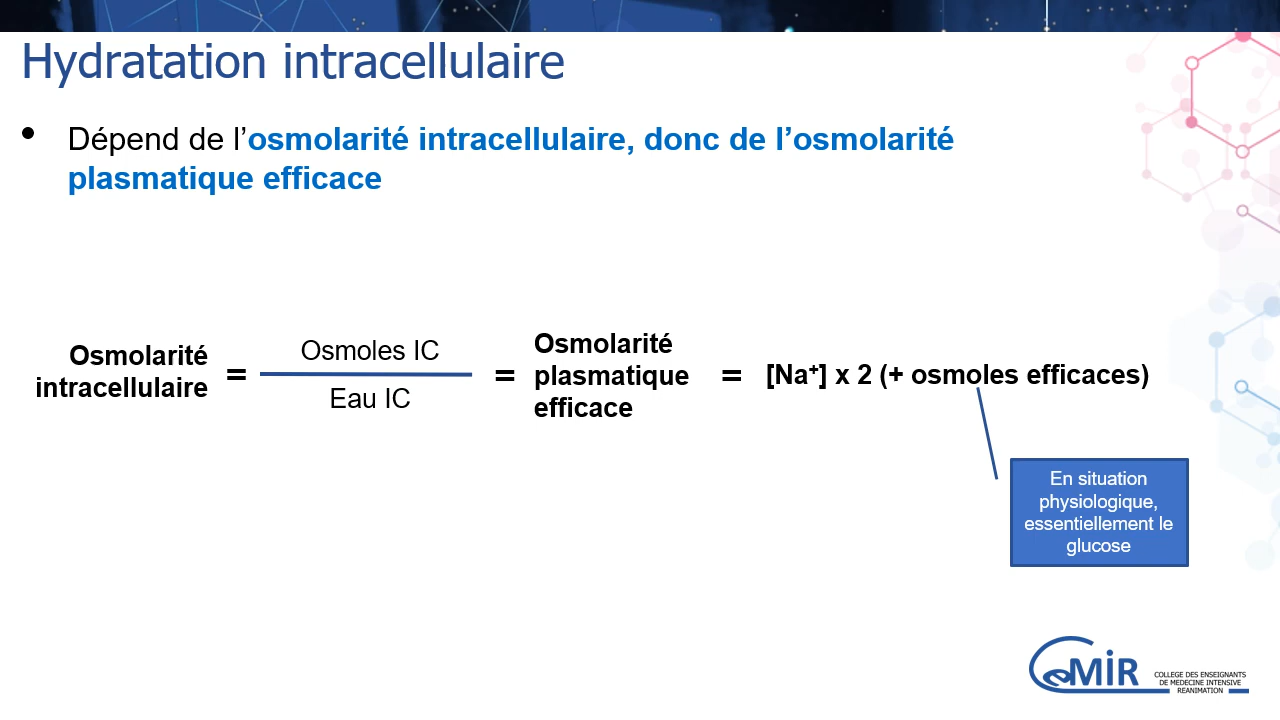 Hydratation intracellulaire
• Dépend de l’osmolarité intracellulaire, donc de l’osmolarité
plasmatique efficace
Osmolarité
intracellulaire
=
Osmoles IC
Eau IC
=
Osmolarité
plasmatique
efficace
=
[Na⁺] x 2 (+ osmoles efficaces)
En situation
physiologique,
essentiellement le
glucose
CeMIR
COLLEGE DES ENSEIGNANTS
DE MEDECINE INTENSIVE
REANIMATION